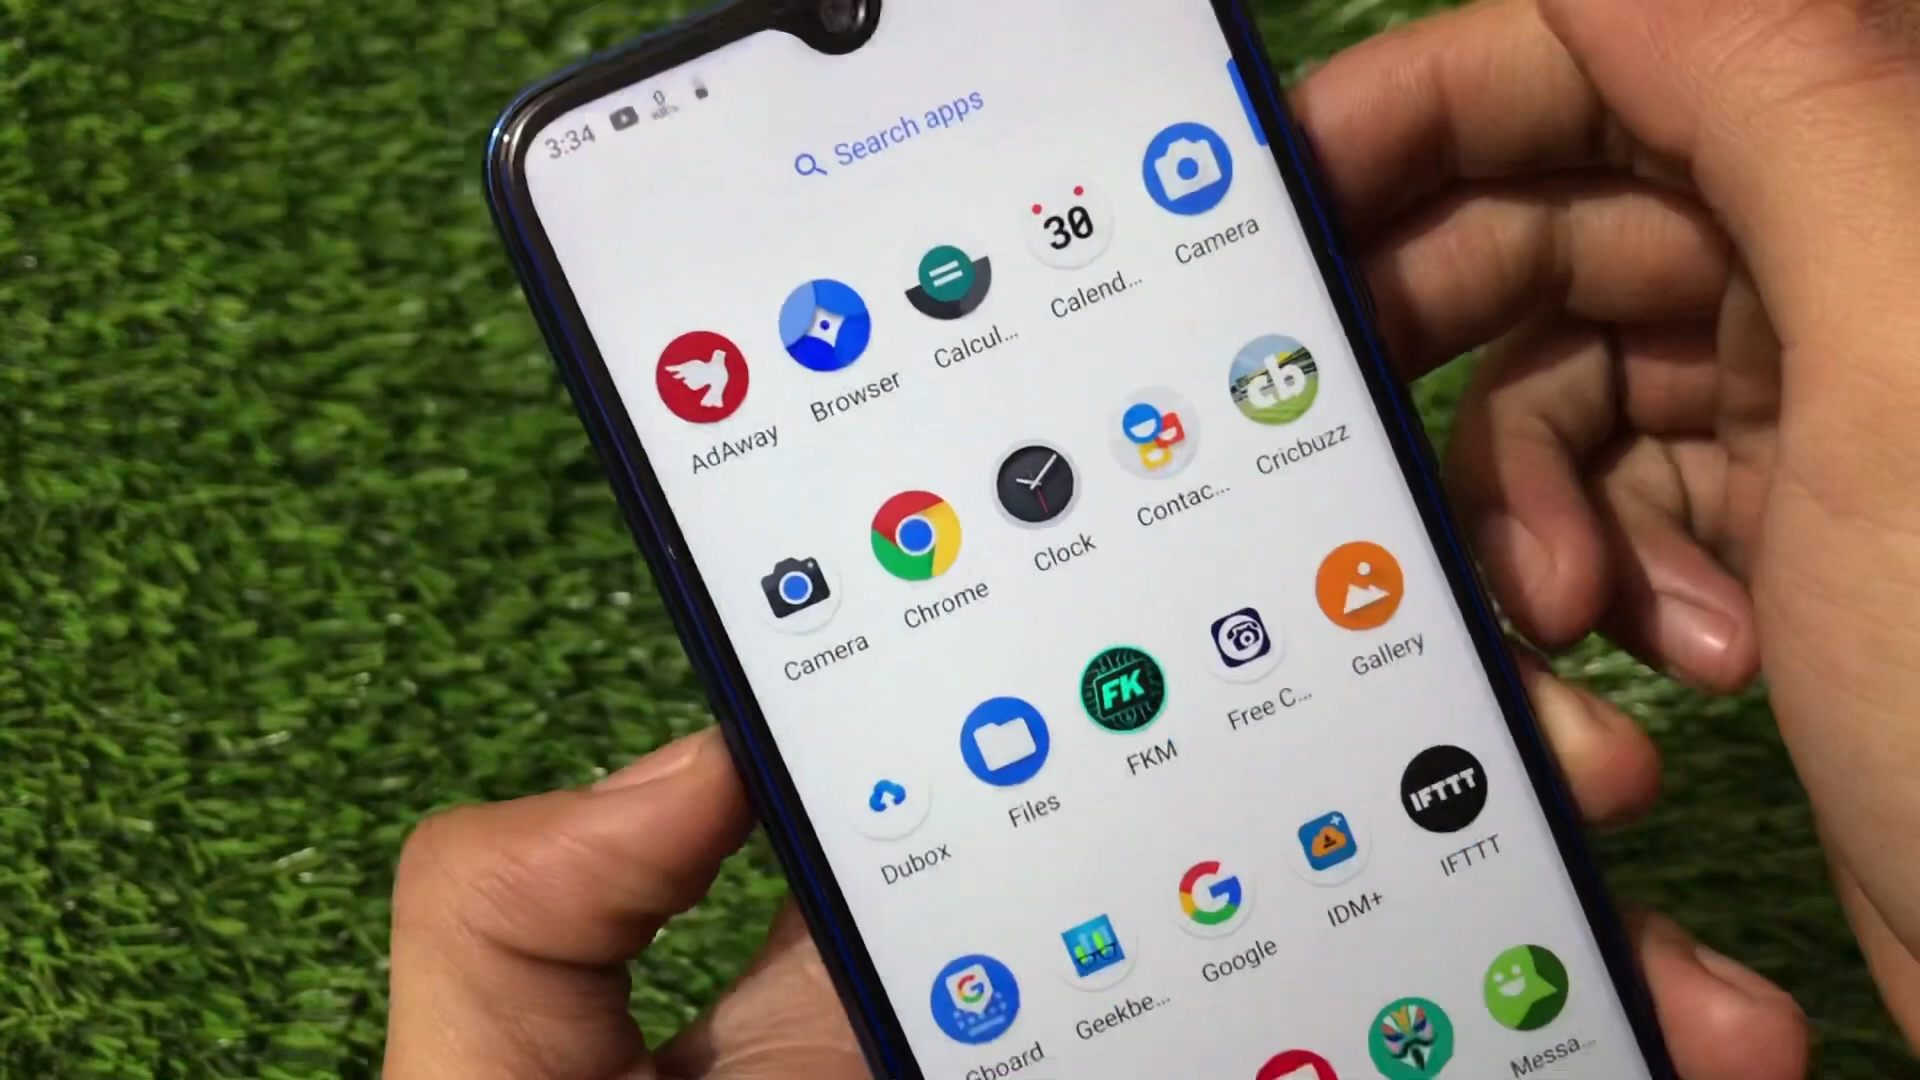 3:34 0
Search apps
AdAway Browser Calcul... 30 Calend... Camera
Camera Chrome Clock Contac... cb Cricbuzz
Dubox Files FK FKM Free C... Gallery
G Gboard Geekbe... G Google IDM+ IFTTT IFTTT
Messa...